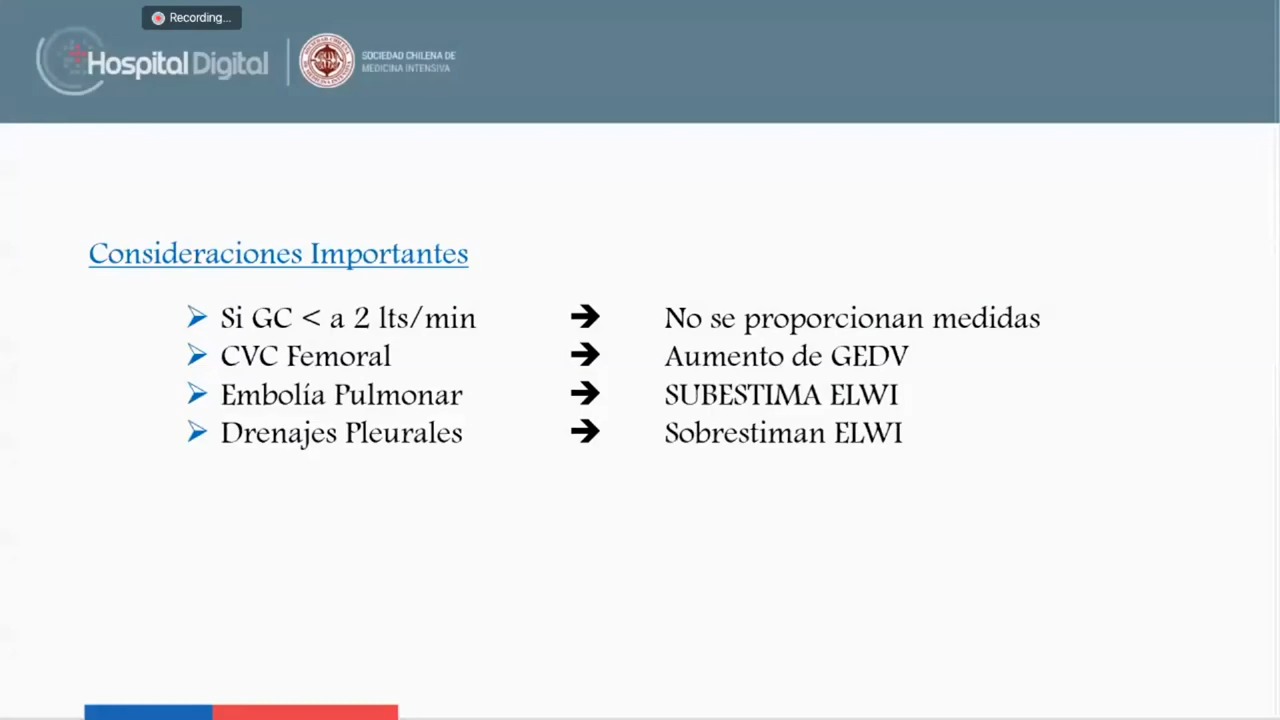 Recording...
Hospital Digital
SOCIEDAD CHILENA DE
MEDICINA INTENSIVA
Consideraciones Importantes
Si GC < a 2 lts/min ➔ No se proporcionan medidas
CVC Femoral ➔ Aumento de GEDV
Embolía Pulmonar ➔ SUBESTIMA ELWI
Drenajes Pleurales ➔ Sobrestiman ELWI